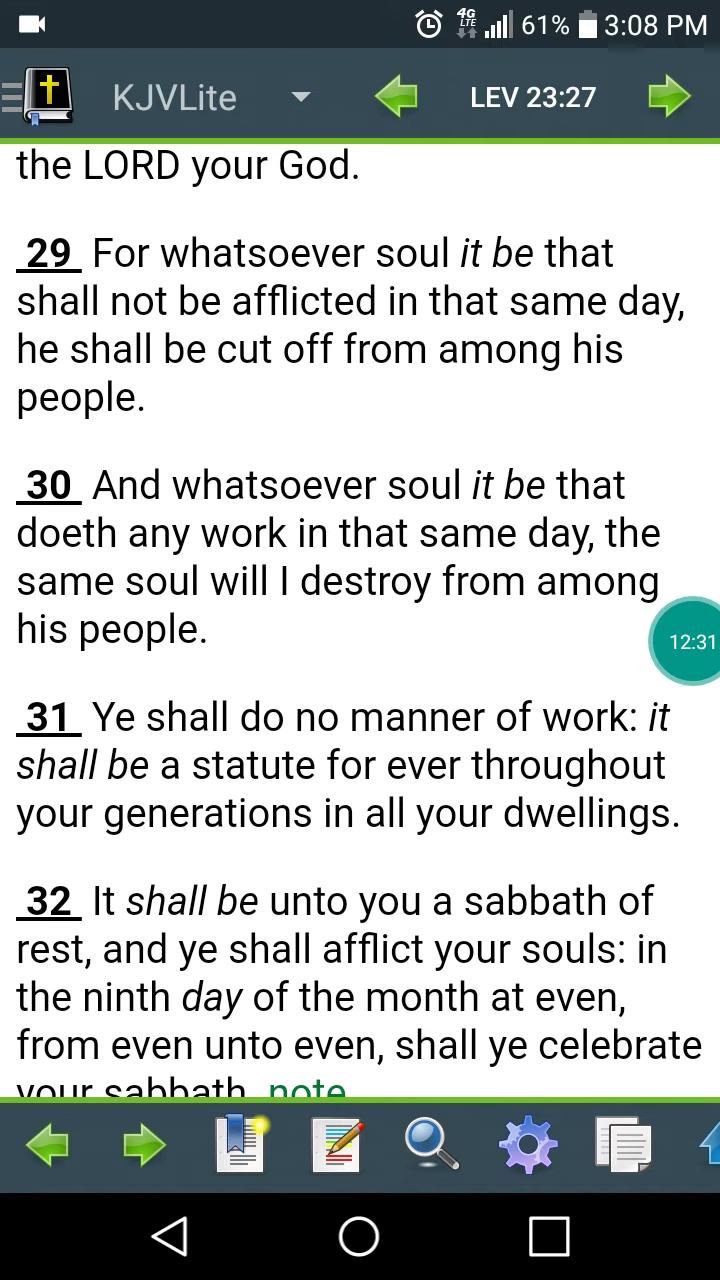 4G LTE 61% 3:08 PM
KJVLite LEV 23:27
the LORD your God.
29 For whatsoever soul it be that
shall not be afflicted in that same day,
he shall be cut off from among his
people.
30 And whatsoever soul it be that
doeth any work in that same day, the
same soul will I destroy from among
his people.
12:31
31 Ye shall do no manner of work: it
shall be a statute for ever throughout
your generations in all your dwellings.
32 It shall be unto you a sabbath of
rest, and ye shall afflict your souls: in
the ninth day of the month at even,
from even unto even, shall ye celebrate
your sabbath. note